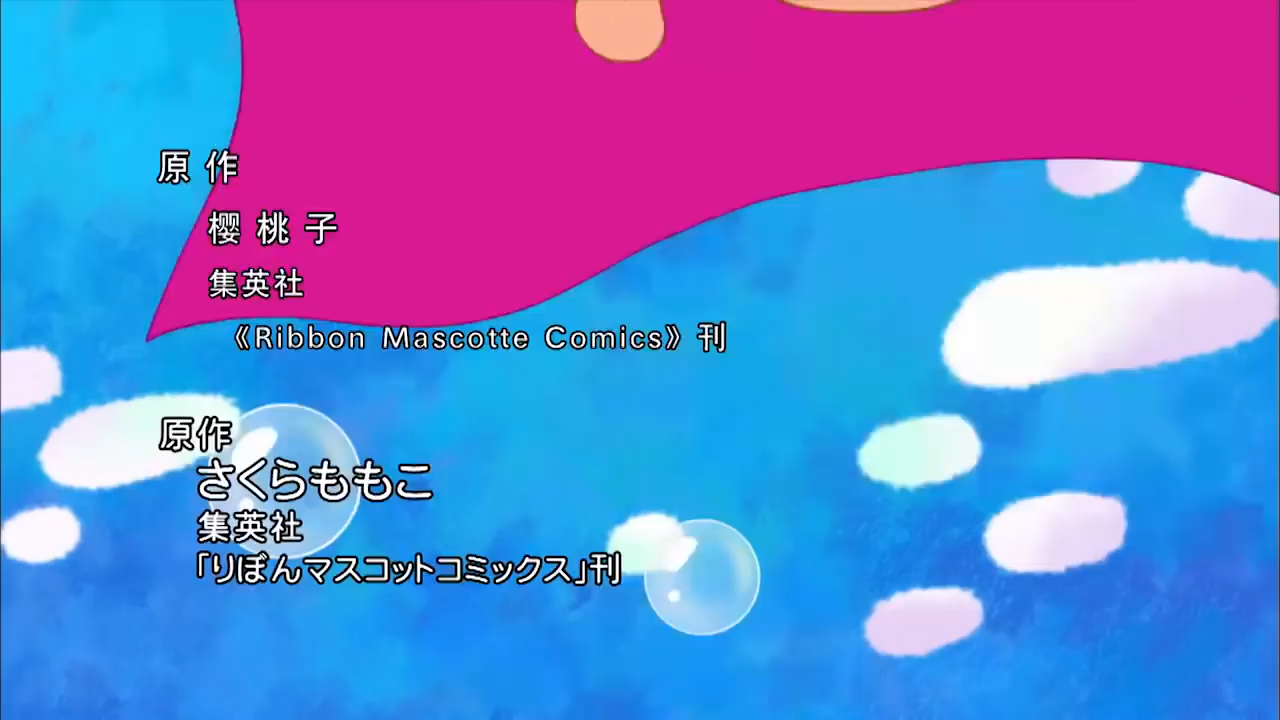 原作
樱桃子
集英社
《Ribbon Mascotte Comics》刊
原作
さくらももこ
集英社
「りぼんマスコットコミックス」刊